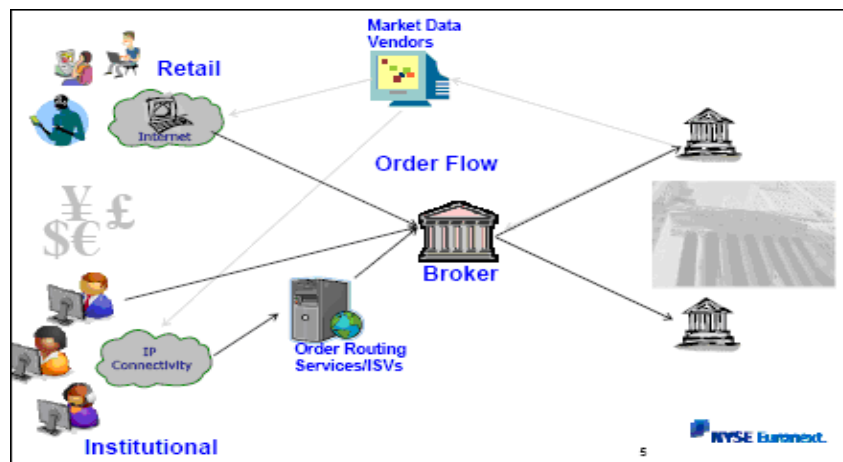 Market Data
Vendors
Retail
Internet
Order Flow
¥ £
$€
Broker
IP
Connectivity
Order Routing
Services/ISVs
Institutional
5
NYSE Euronext.